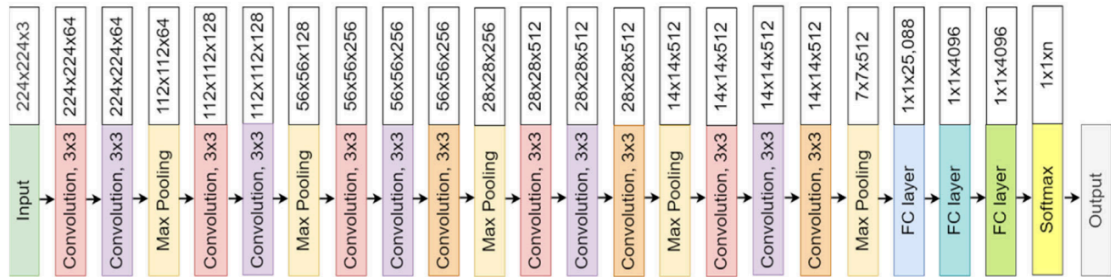 224x224x3
Input
224x224x64
Convolution, 3x3
224x224x64
Convolution, 3x3
112x112x64
Max Pooling
112x112x128
Convolution, 3x3
112x112x128
Convolution, 3x3
56x56x128
Max Pooling
56x56x256
Convolution, 3x3
56x56x256
Convolution, 3x3
56x56x256
Convolution, 3x3
28x28x256
Max Pooling
28x28x512
Convolution, 3x3
28x28x512
Convolution, 3x3
28x28x512
Convolution, 3x3
14x14x512
Max Pooling
14x14x512
Convolution, 3x3
14x14x512
Convolution, 3x3
14x14x512
Convolution, 3x3
7x7x512
Max Pooling
1x1x25,088
FC layer
1x1x4096
FC layer
1x1x4096
FC layer
1x1xn
Softmax
Output